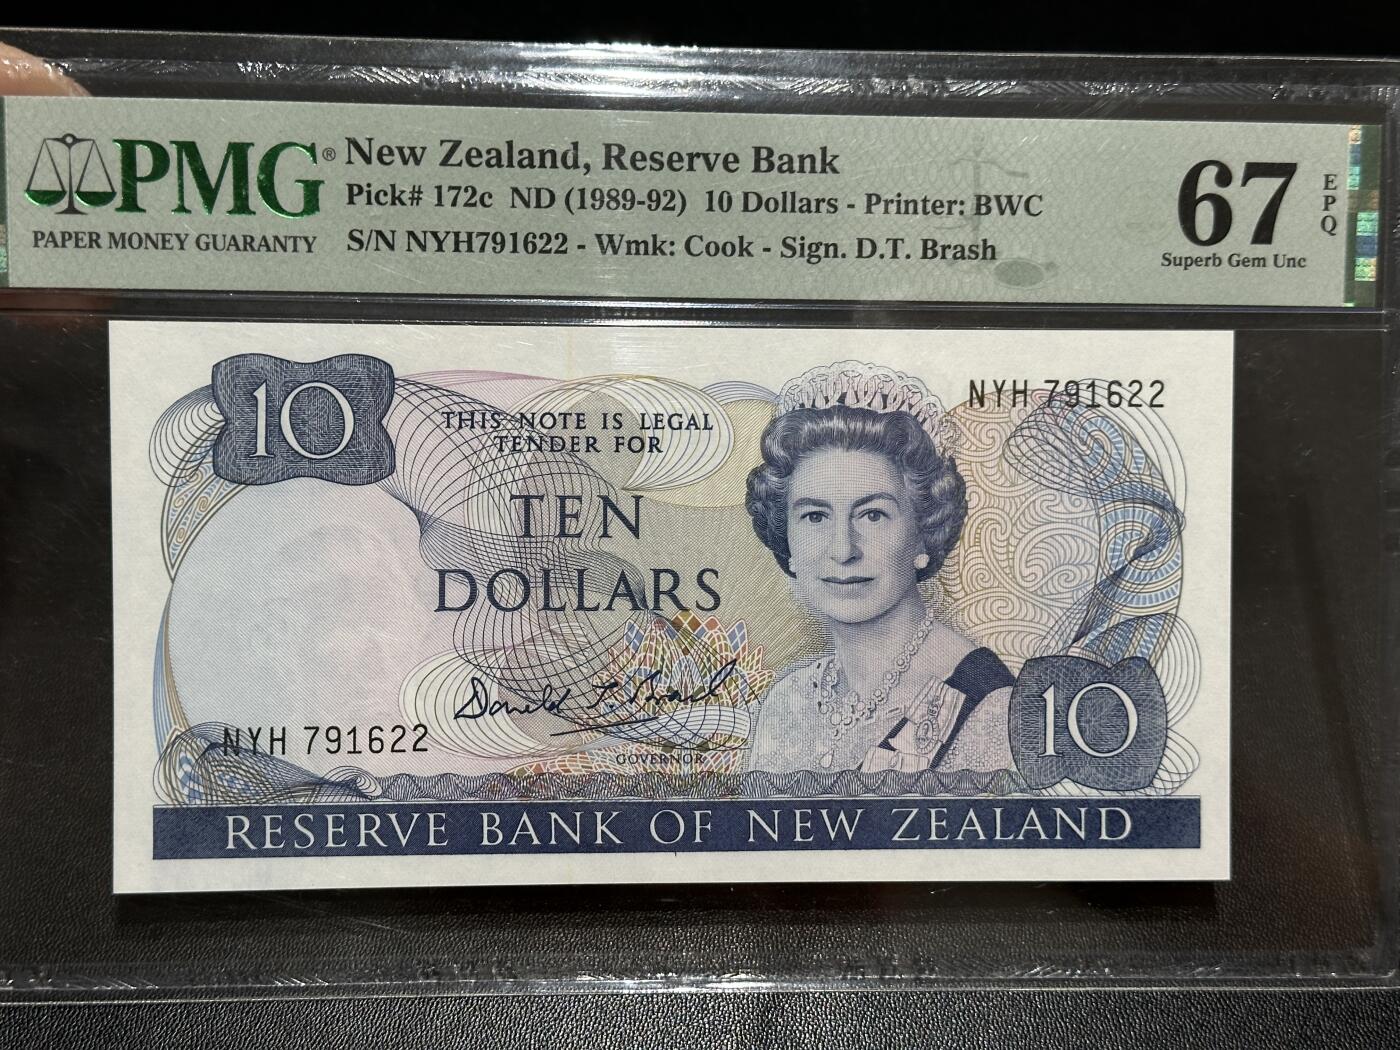 PMG®
PAPER MONEY GUARANTY
New Zealand, Reserve Bank
Pick# 172c ND (1989-92) 10 Dollars - Printer: BWC
S/N NYH791622 - Wmk: Cook - Sign. D.T. Brash
67
EPQ
Superb Gem Unc
10
THIS NOTE IS LEGAL
TENDER FOR
NYH 791622
TEN
DOLLARS
Donald T. Brash
NYH 791622
GOVERNOR
10
RESERVE BANK OF NEW ZEALAND